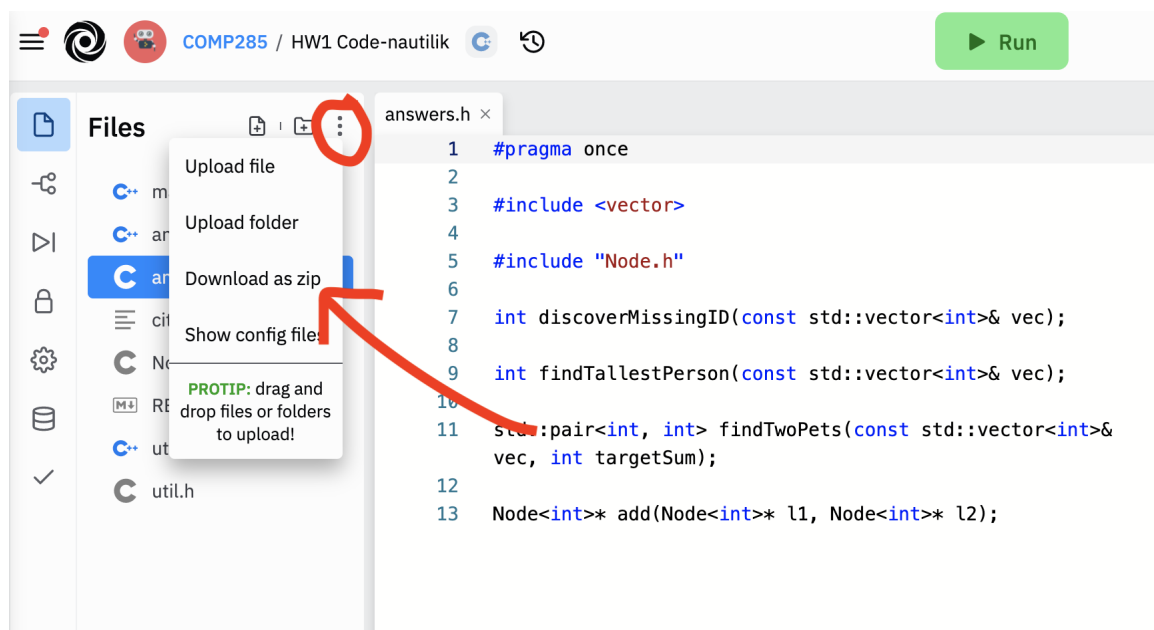 COMP285 / HW1 Code-nautilik
Run
Files
Upload file
Upload folder
Download as zip
Show config files
PROTIP: drag and
drop files or folders
to upload!
util.h
answers.h
1 #pragma once
2
3 #include <vector>
4
5 #include "Node.h"
6
7 int discoverMissingID(const std::vector<int>& vec);
8
9 int findTallestPerson(const std::vector<int>& vec);
10
11 std::pair<int, int> findTwoPets(const std::vector<int>&
vec, int targetSum);
12
13 Node<int>* add(Node<int>* l1, Node<int>* l2);